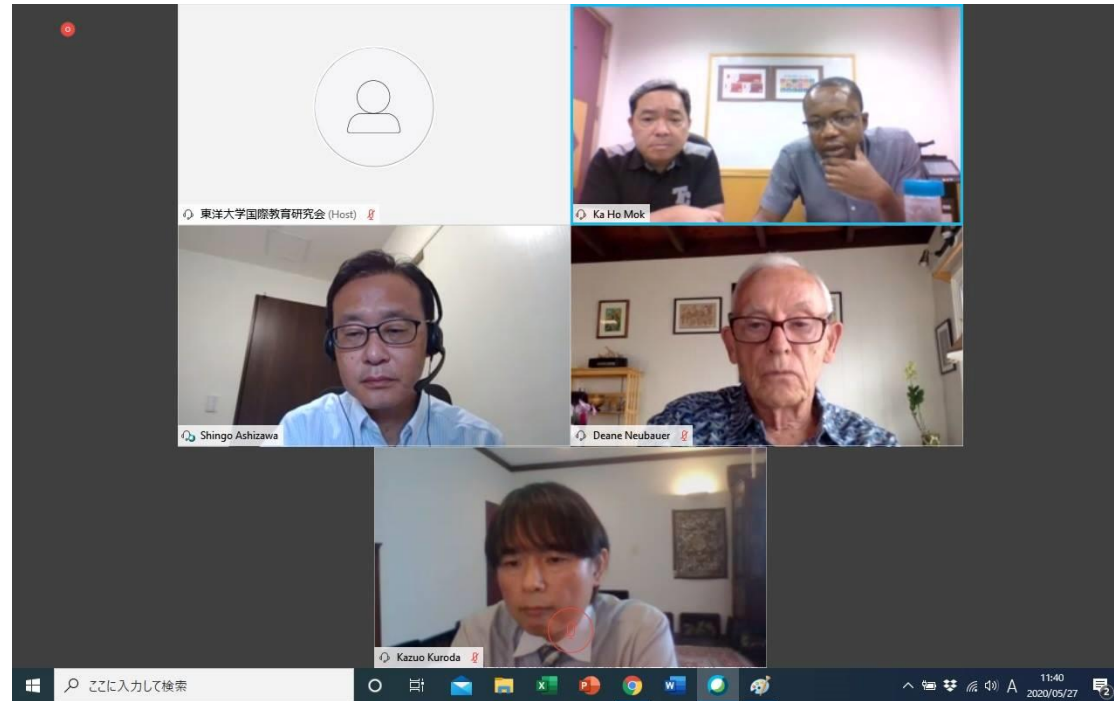 東洋大学国際教育研究会 (Host)
Ka Ho Mok
Shingo Ashizawa
Deane Neubauer
Kazuo Kuroda
ここに入力して検索
A
11:40
2020/05/27
2